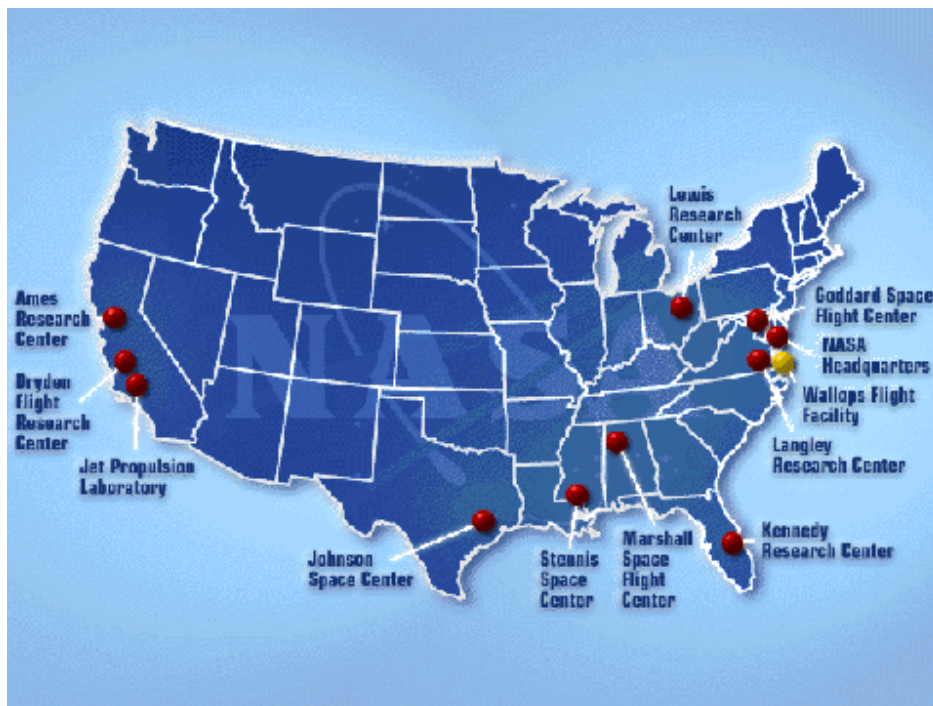 Lewis
Research
Center
Ames
Research
Center
Goddard Space
Flight Center
NASA
Headquarters
Dryden
Flight
Research
Center
Wallops Flight
Facility
Jet Propulsion
Laboratory
Langley
Research Center
Johnson
Space Center
Stennis
Space
Center
Marshall
Space
Flight
Center
Kennedy
Research Center
NASA